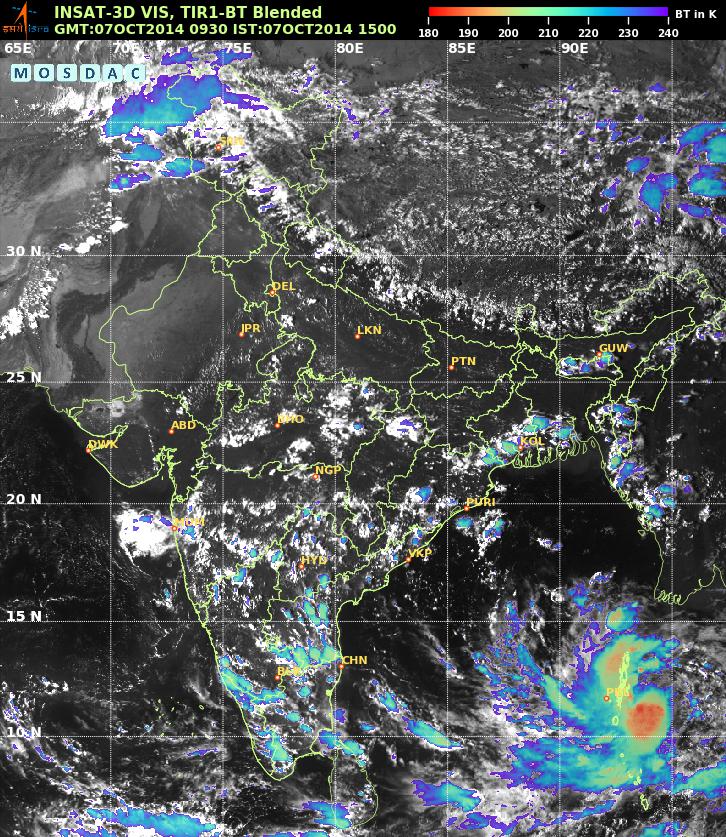 INSAT-3D VIS, TIR1-BT Blended
GMT:07OCT2014 0930 IST:07OCT2014 1500
BT in K
180 190 200 210 220 230 240
65E 70E 75E 80E 85E 90E
MOSDAC
SRN
30 N
DEL
JPR LKN
GUW
PTN
25 N
ABD BHO
DWK KOL
NGP
20 N
PURI
MUM
VKP
HYD
15 N
CHN
PBL
10 N